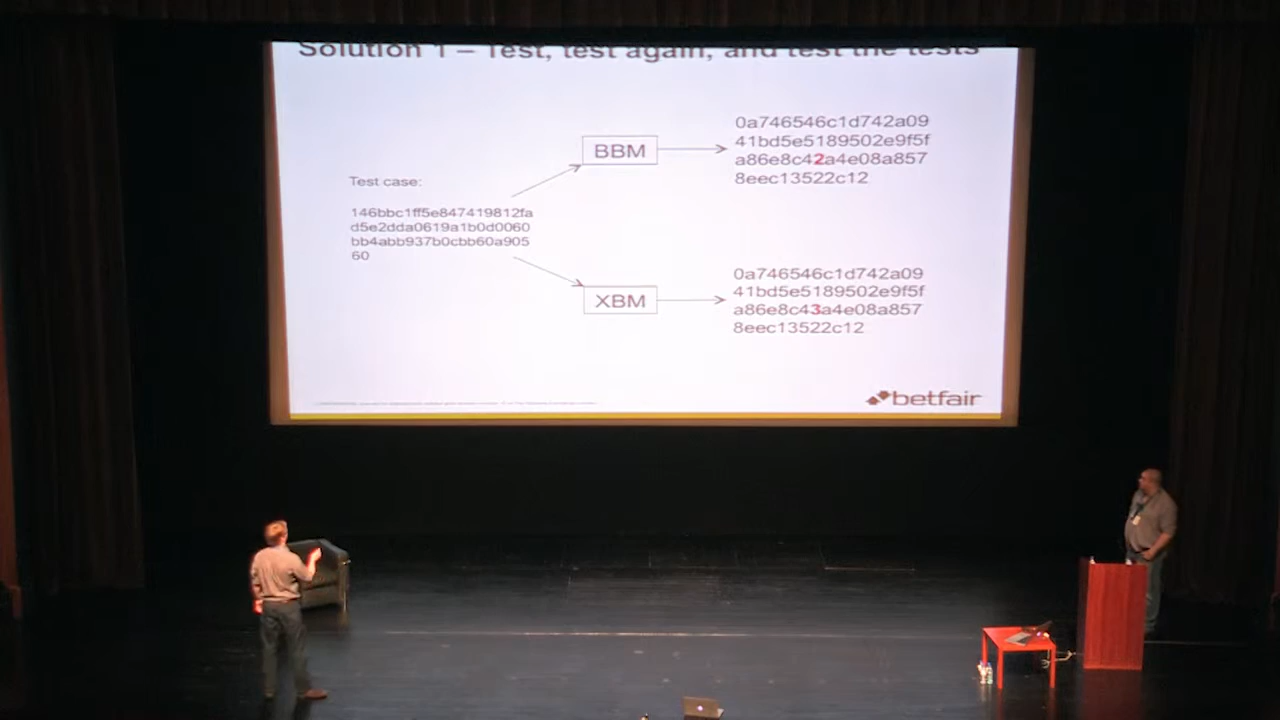 Solution 1 – Test, test again, and test the tests
Test case:
146bbc1ff5e847419812fa
d5e2dda0619a1b0d0060
bb4abb937b0cbb60a905
60
BBM
0a746546c1d742a09
41bd5e5189502e9f5f
a86e8c42a4e08a857
8eec13522c12
XBM
0a746546c1d742a09
41bd5e5189502e9f5f
a86e8c43a4e08a857
8eec13522c12
betfair